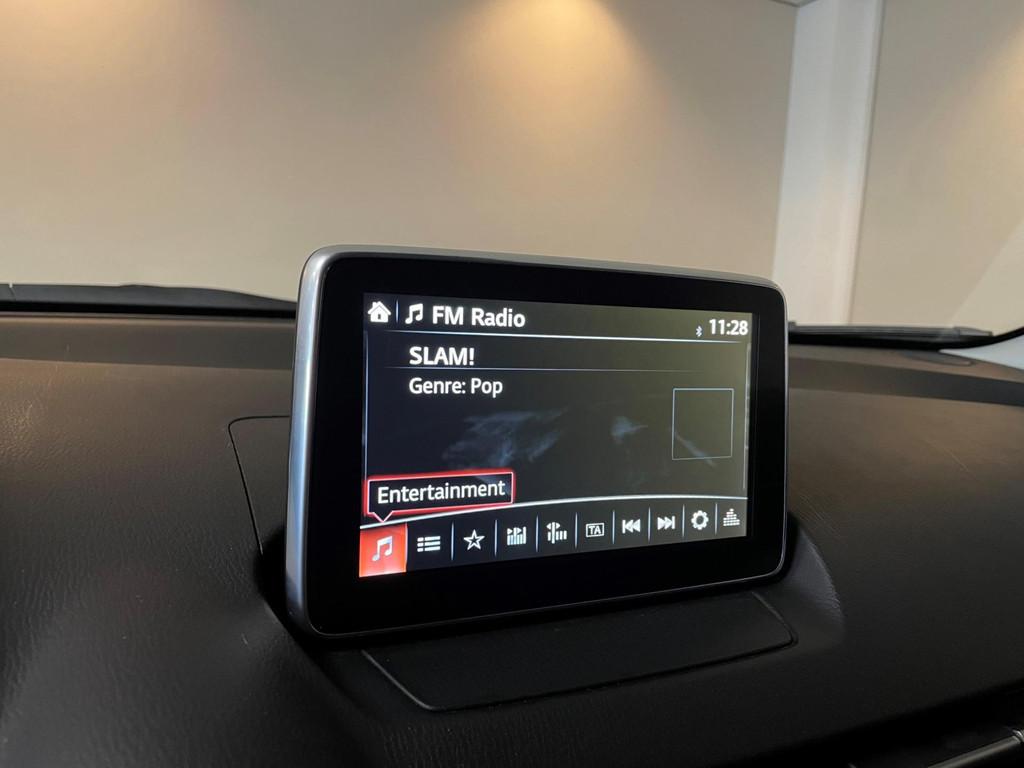 FM Radio
11:28
SLAM!
Genre: Pop
Entertainment
TA